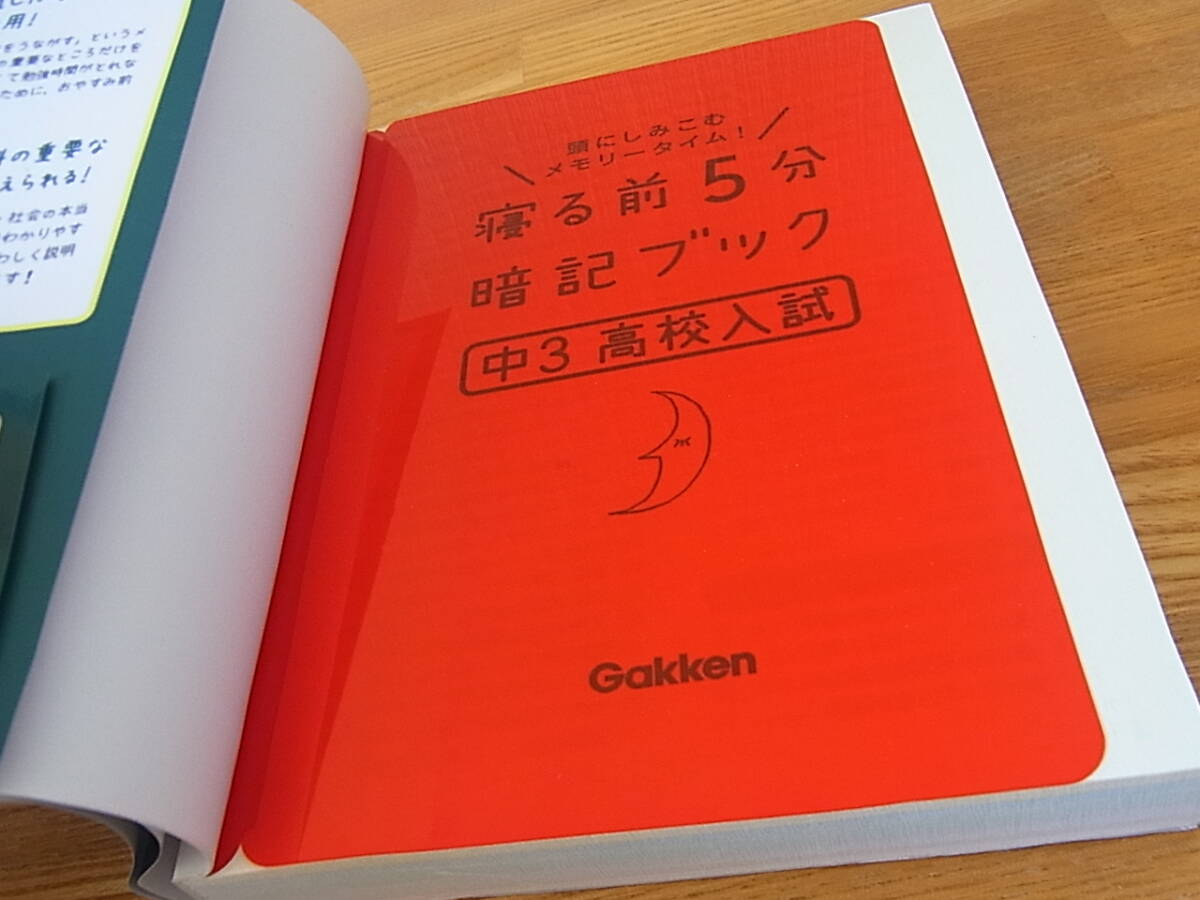 用!
をうながす,というメ
の重要なところだけを
て勉強時間がとれな
ために,おやすみ前
科の重要な
えられる!
・社会の本当
わかりやす
わしく説明
す!
頭にしみこむ
メモリータイム!
寝る前5分
暗記ブック
中3 高校入試
Gakken